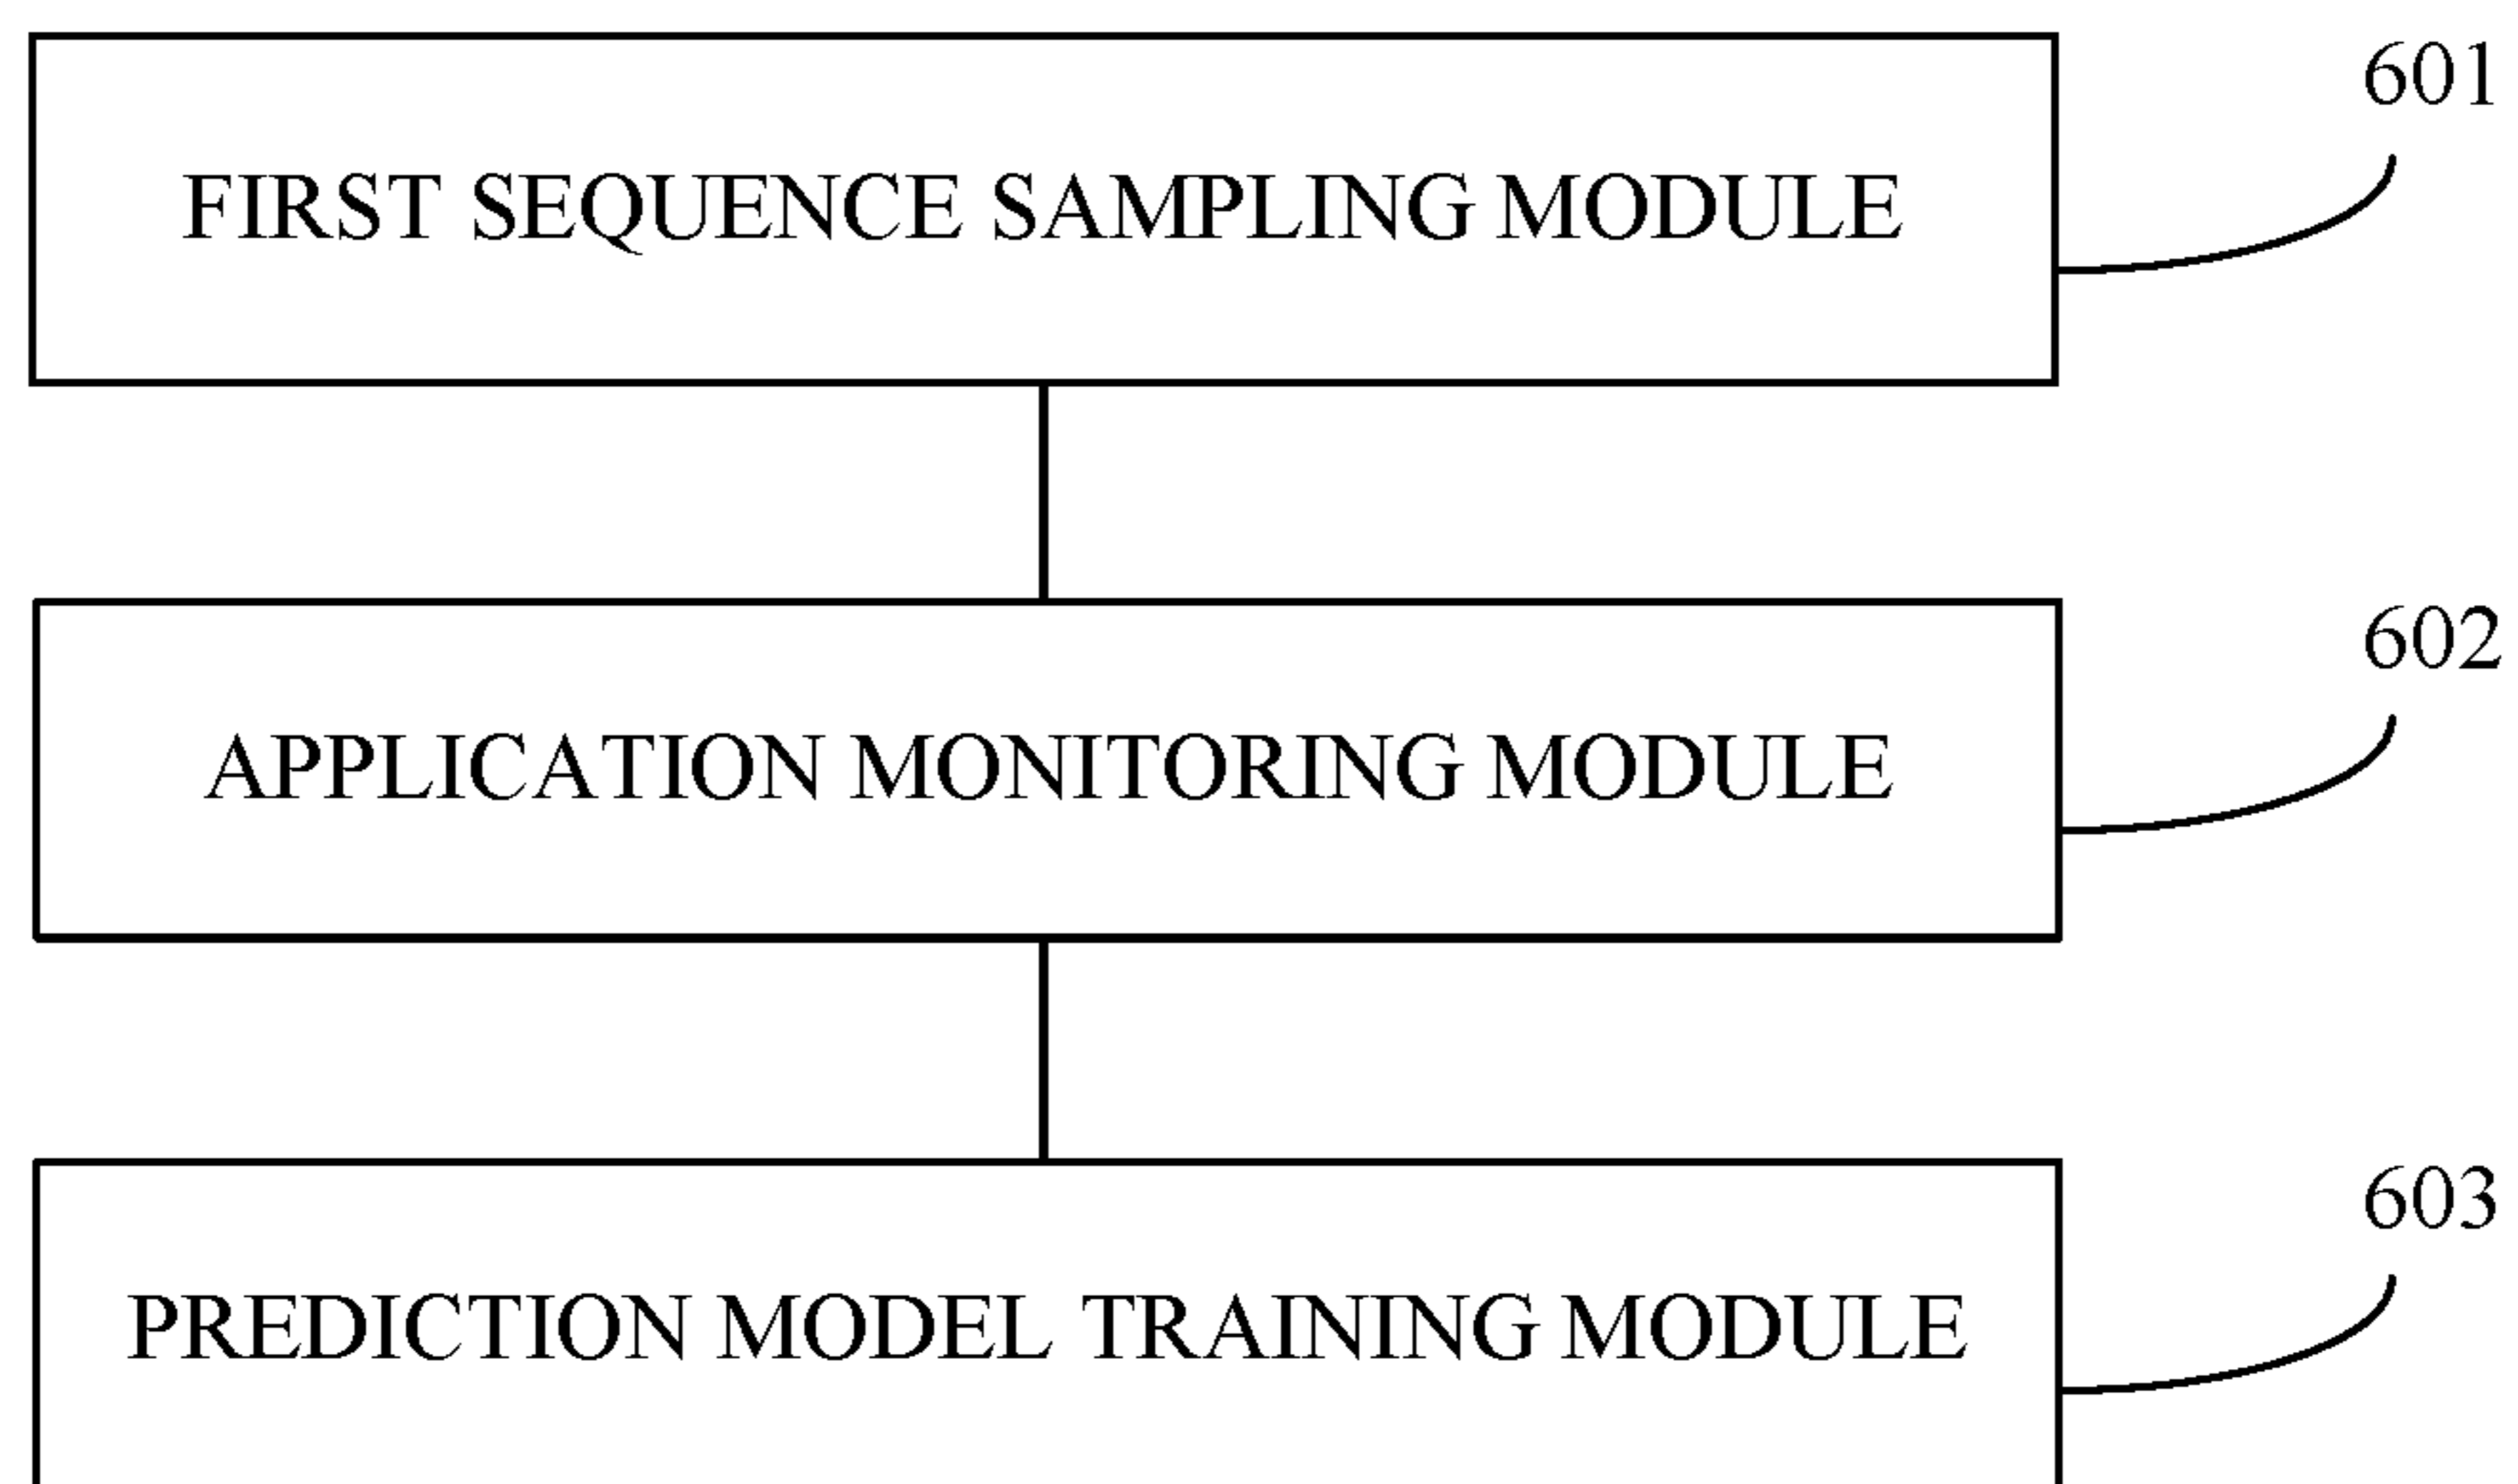 601
FIRST SEQUENCE SAMPLING MODULE
602
APPLICATION MONITORING MODULE
603
PREDICTION MODEL TRAINING MODULE